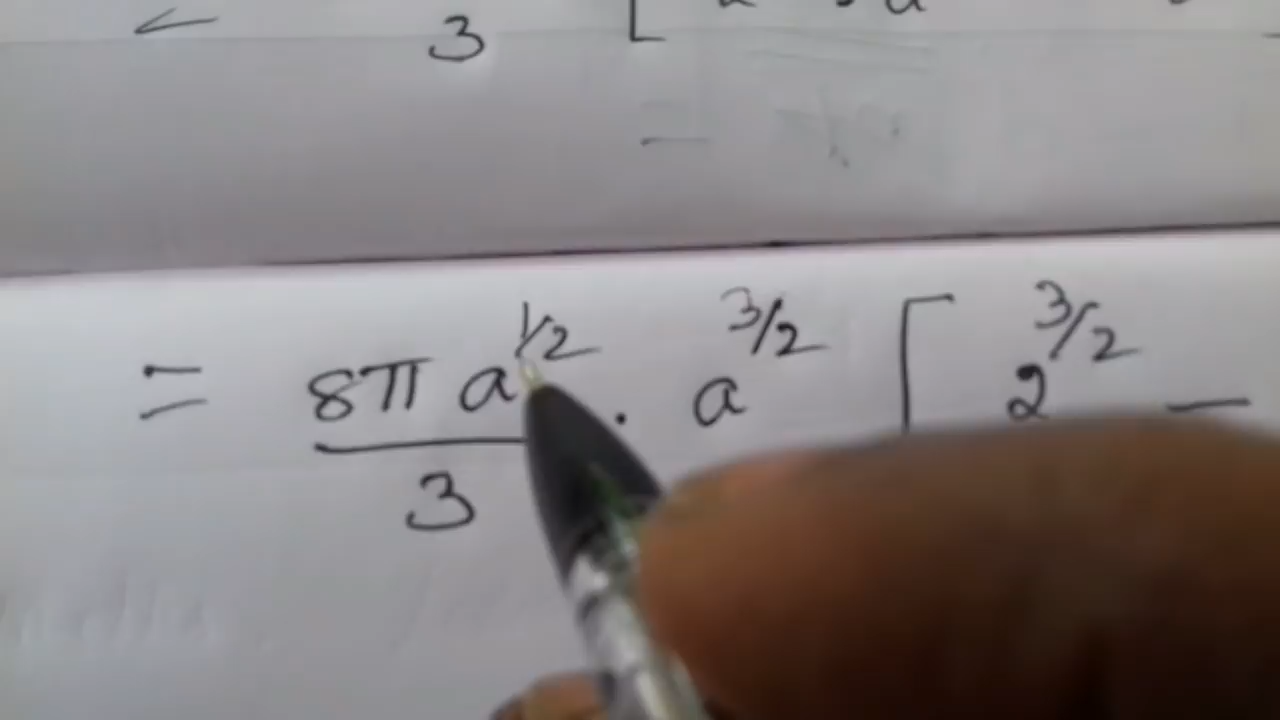 3 [
= 8π a^1/2 / 3 . a^3/2 [ 2^3/2 −